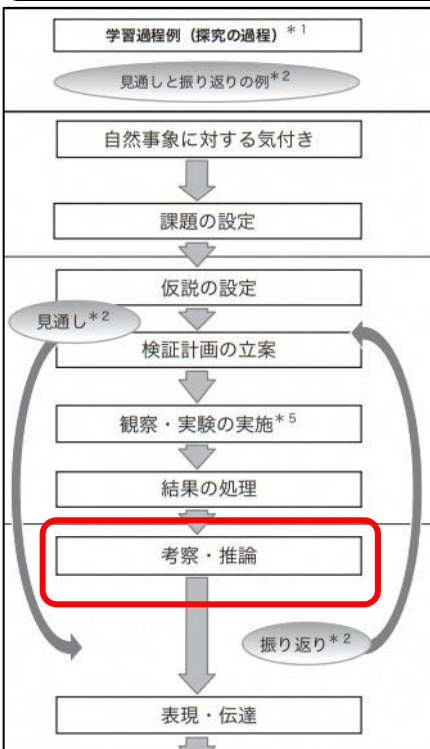 学習過程例（探究の過程）＊1
見通しと振り返りの例＊2
自然事象に対する気付き
課題の設定
仮説の設定
見通し＊2
検証計画の立案
観察・実験の実施＊5
結果の処理
考察・推論
振り返り＊2
表現・伝達